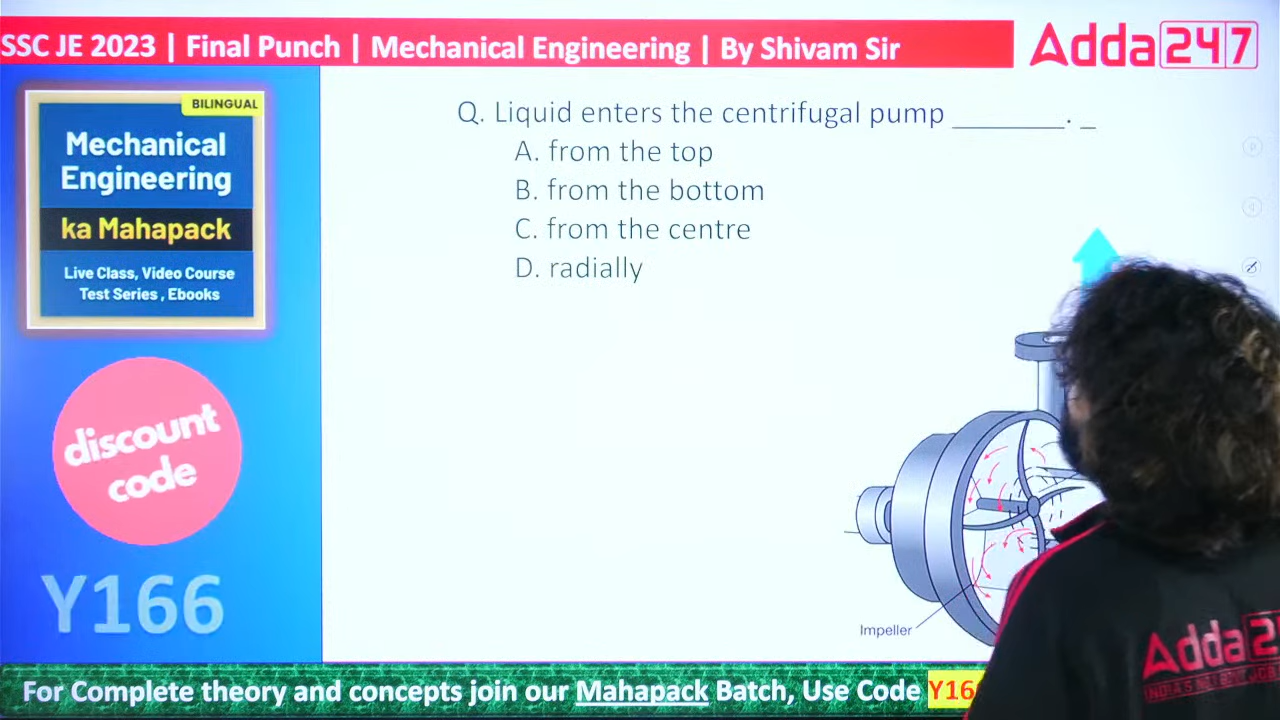 SSC JE 2023 | Final Punch | Mechanical Engineering | By Shivam Sir
Adda247
BILINGUAL
Mechanical
Engineering
ka Mahapack
Live Class, Video Course
Test Series , Ebooks
discount
code
Y166
Q. Liquid enters the centrifugal pump ________. _
A. from the top
B. from the bottom
C. from the centre
D. radially
Impeller
For Complete theory and concepts join our Mahapack Batch, Use Code Y16
Adda2